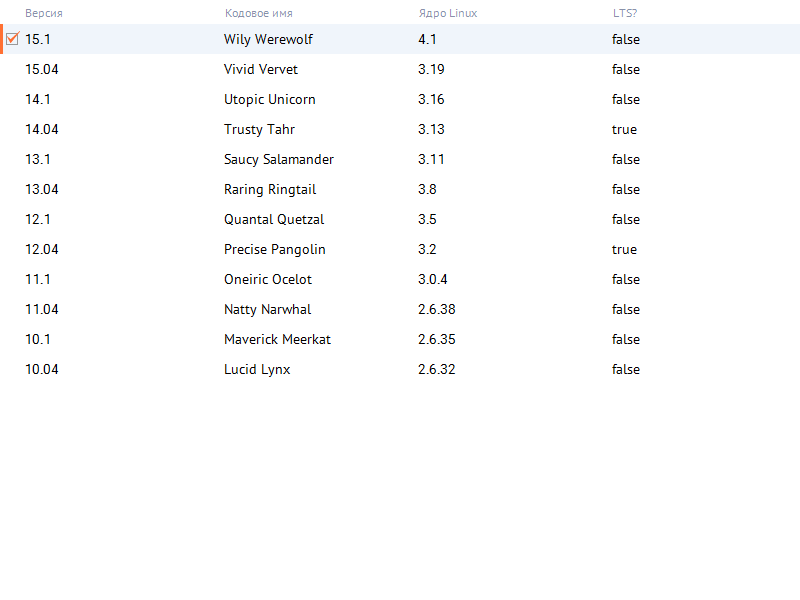 Версия Кодовое имя Ядро Linux LTS?
15.1 Wily Werewolf 4.1 false
15.04 Vivid Vervet 3.19 false
14.1 Utopic Unicorn 3.16 false
14.04 Trusty Tahr 3.13 true
13.1 Saucy Salamander 3.11 false
13.04 Raring Ringtail 3.8 false
12.1 Quantal Quetzal 3.5 false
12.04 Precise Pangolin 3.2 true
11.1 Oneiric Ocelot 3.0.4 false
11.04 Natty Narwhal 2.6.38 false
10.1 Maverick Meerkat 2.6.35 false
10.04 Lucid Lynx 2.6.32 false